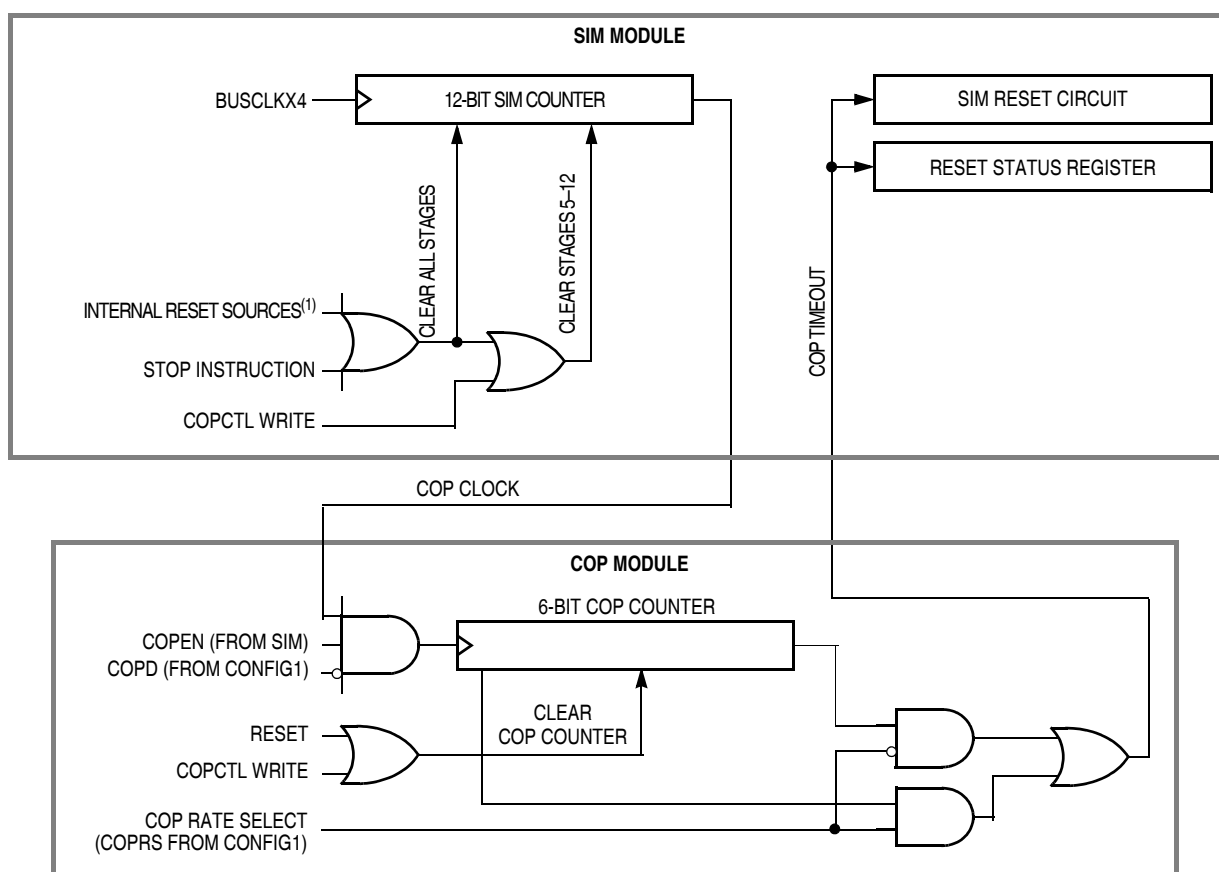 SIM MODULE
BUSCLKX4
12-BIT SIM COUNTER
SIM RESET CIRCUIT
RESET STATUS REGISTER
CLEAR ALL STAGES
CLEAR STAGES 5–12
COP TIMEOUT
INTERNAL RESET SOURCES(1)
STOP INSTRUCTION
COPCTL WRITE
COP CLOCK
COP MODULE
6-BIT COP COUNTER
COPEN (FROM SIM)
COPD (FROM CONFIG1)
CLEAR
COP COUNTER
RESET
COPCTL WRITE
COP RATE SELECT
(COPRS FROM CONFIG1)